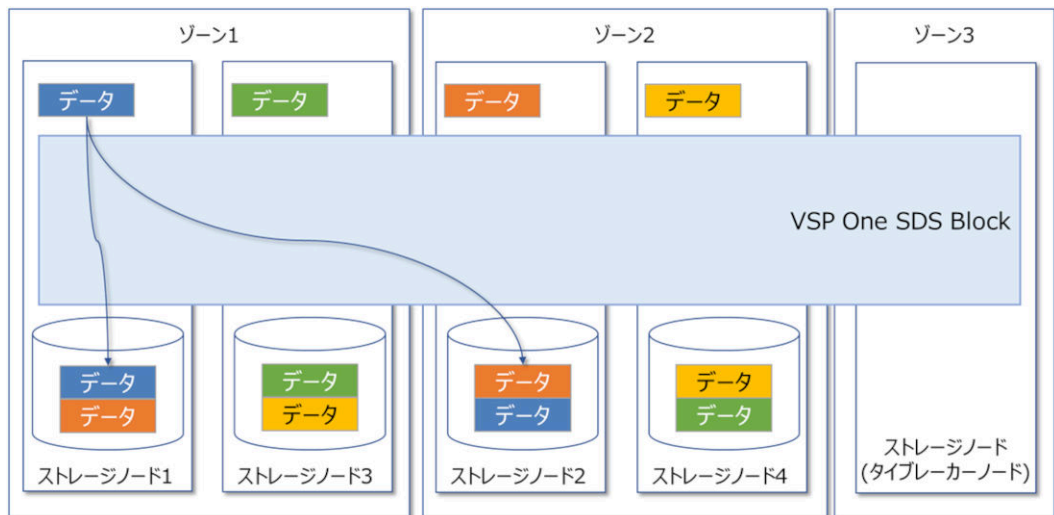 ゾーン1
ゾーン2
ゾーン3
データ
データ
データ
データ
VSP One SDS Block
データ
データ
データ
データ
データ
データ
データ
データ
ストレージノード1
ストレージノード3
ストレージノード2
ストレージノード4
ストレージノード
(タイブレーカーノード)